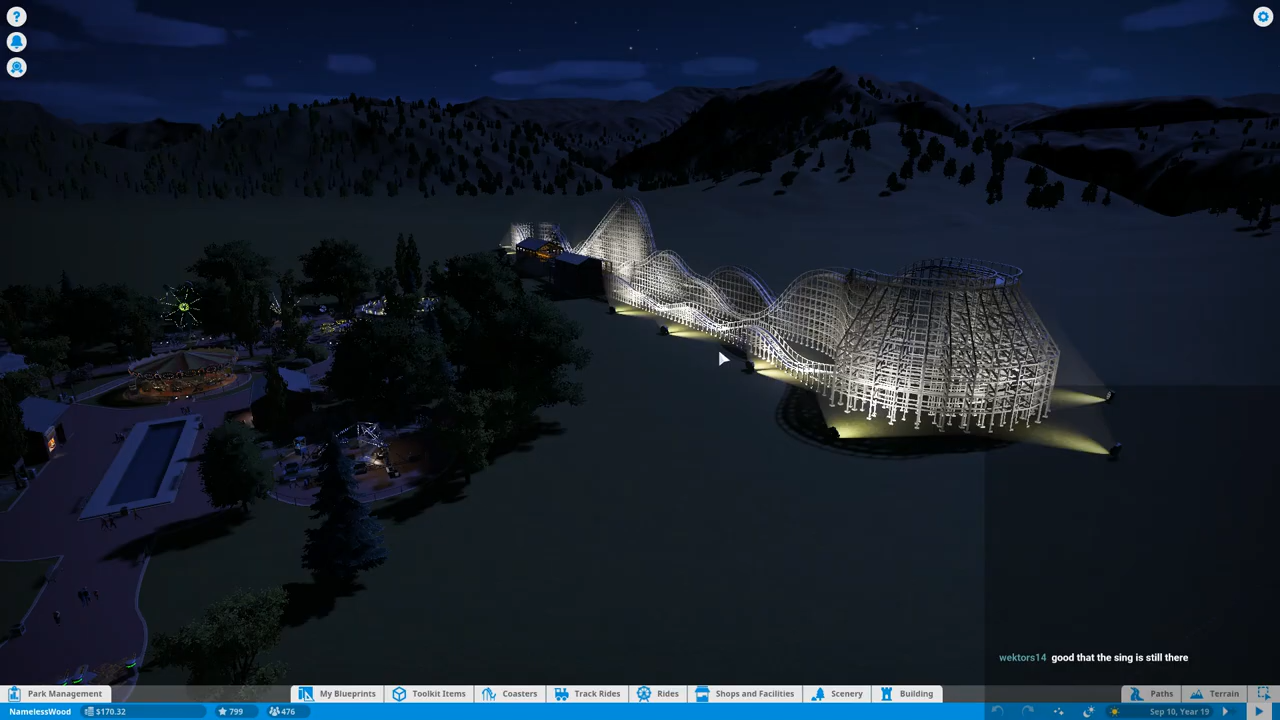 wektors14 good that the sing is still there
Park Management My Blueprints Toolkit Items Coasters Track Rides Rides Shops and Facilities Scenery Building Paths Terrain
NamelessWood $170.32 799 476 Sep 10, Year 19